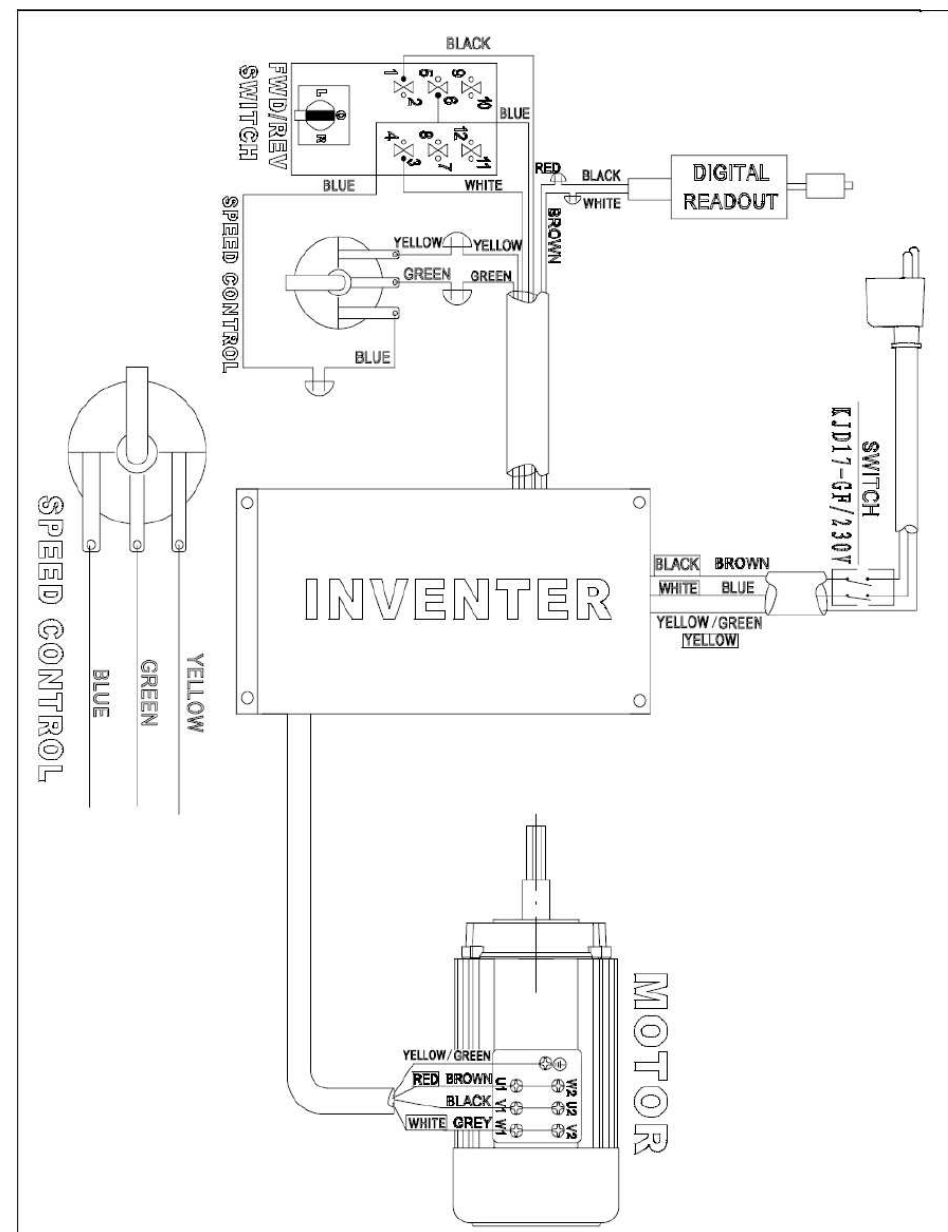 BLACK
FWD/REV
SWITCH
1 5 9
2 6 10
4 8 12
3 7 11
L
O
R
BLUE
BLUE
WHITE
RED
BLACK
WHITE
BROWN
DIGITAL
READOUT
SPEED CONTROL
YELLOW YELLOW
GREEN GREEN
BLUE
SWITCH
KJD17-GF/230V
SPEED CONTROL
BLUE
GREEN
YELLOW
INVENTER
BLACK BROWN
WHITE BLUE
YELLOW/GREEN
YELLOW
MOTOR
YELLOW/GREEN
RED BROWN U1 W2
BLACK V1 U2
WHITE GREY W1 V2